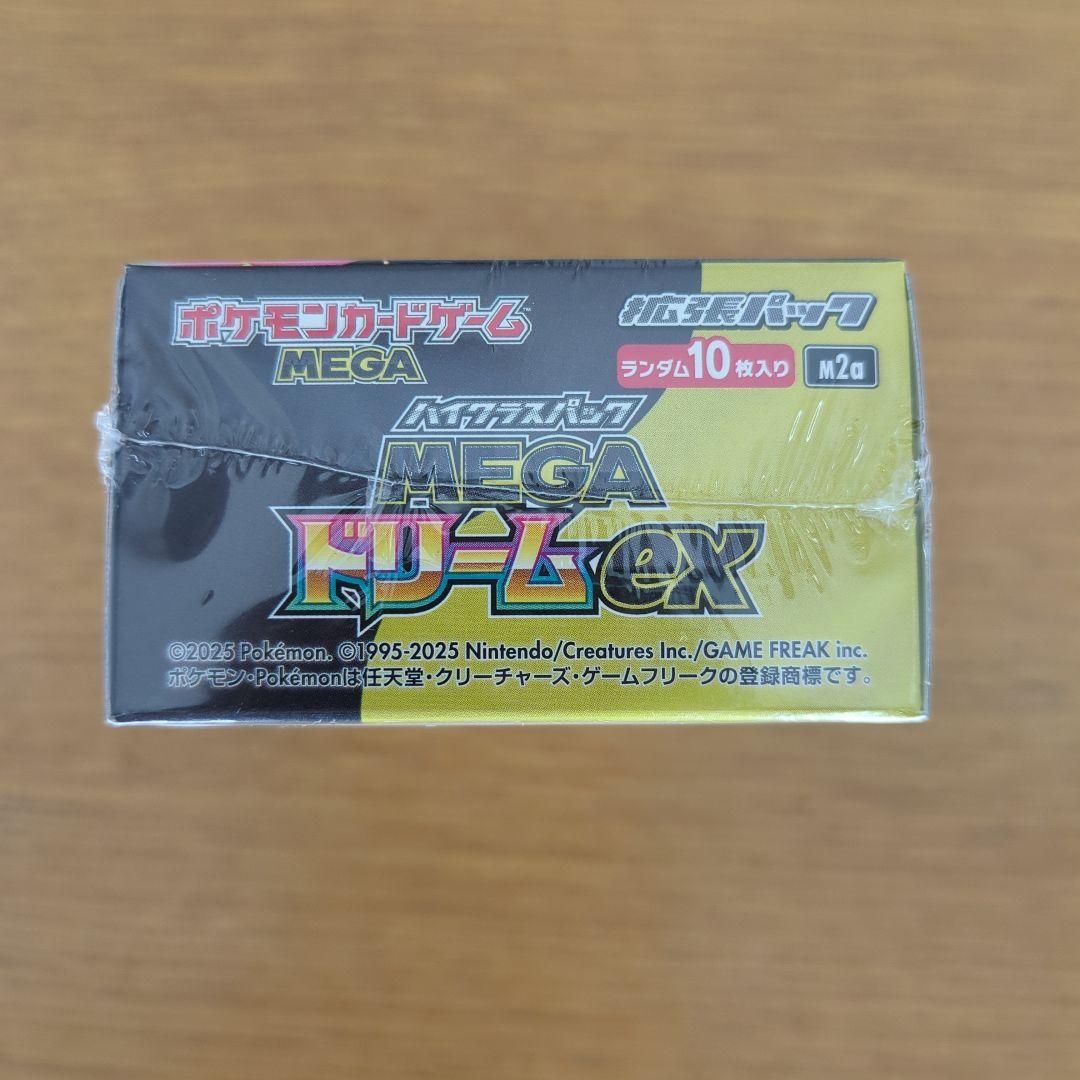 ポケモンカードゲーム™
MEGA
拡張パック
ランダム10枚入り
M2a
ハイクラスパック
MEGA
ドリームex
©2025 Pokémon. ©1995-2025 Nintendo/Creatures Inc./GAME FREAK inc.
ポケモン・Pokémonは任天堂・クリーチャーズ・ゲームフリークの登録商標です。